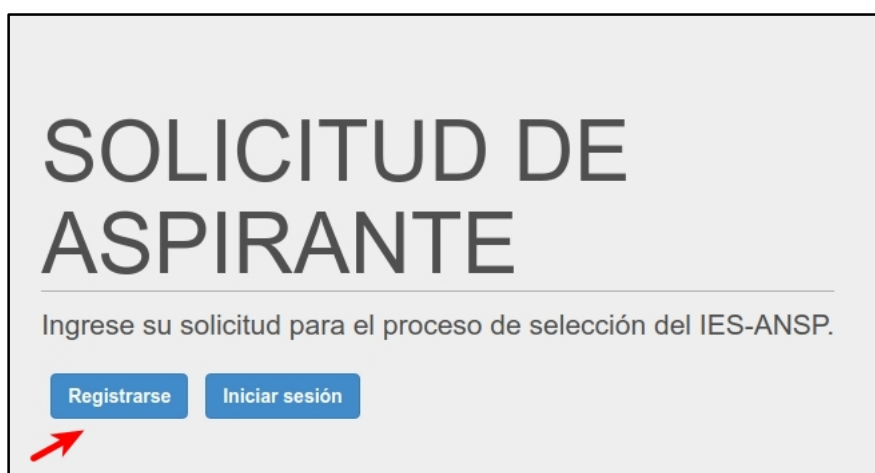 SOLICITUD DE
ASPIRANTE
Ingrese su solicitud para el proceso de selección del IES-ANSP.
Registrarse
Iniciar sesión